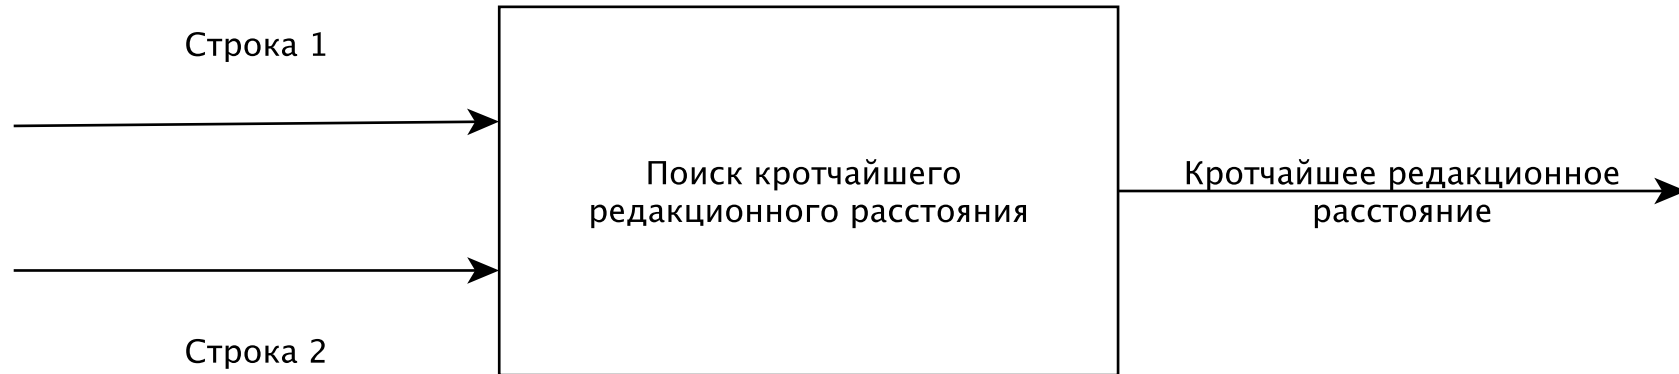 Строка 1
Поиск кротчайшего
редакционного расстояния
Кротчайшее редакционное
расстояние
Строка 2